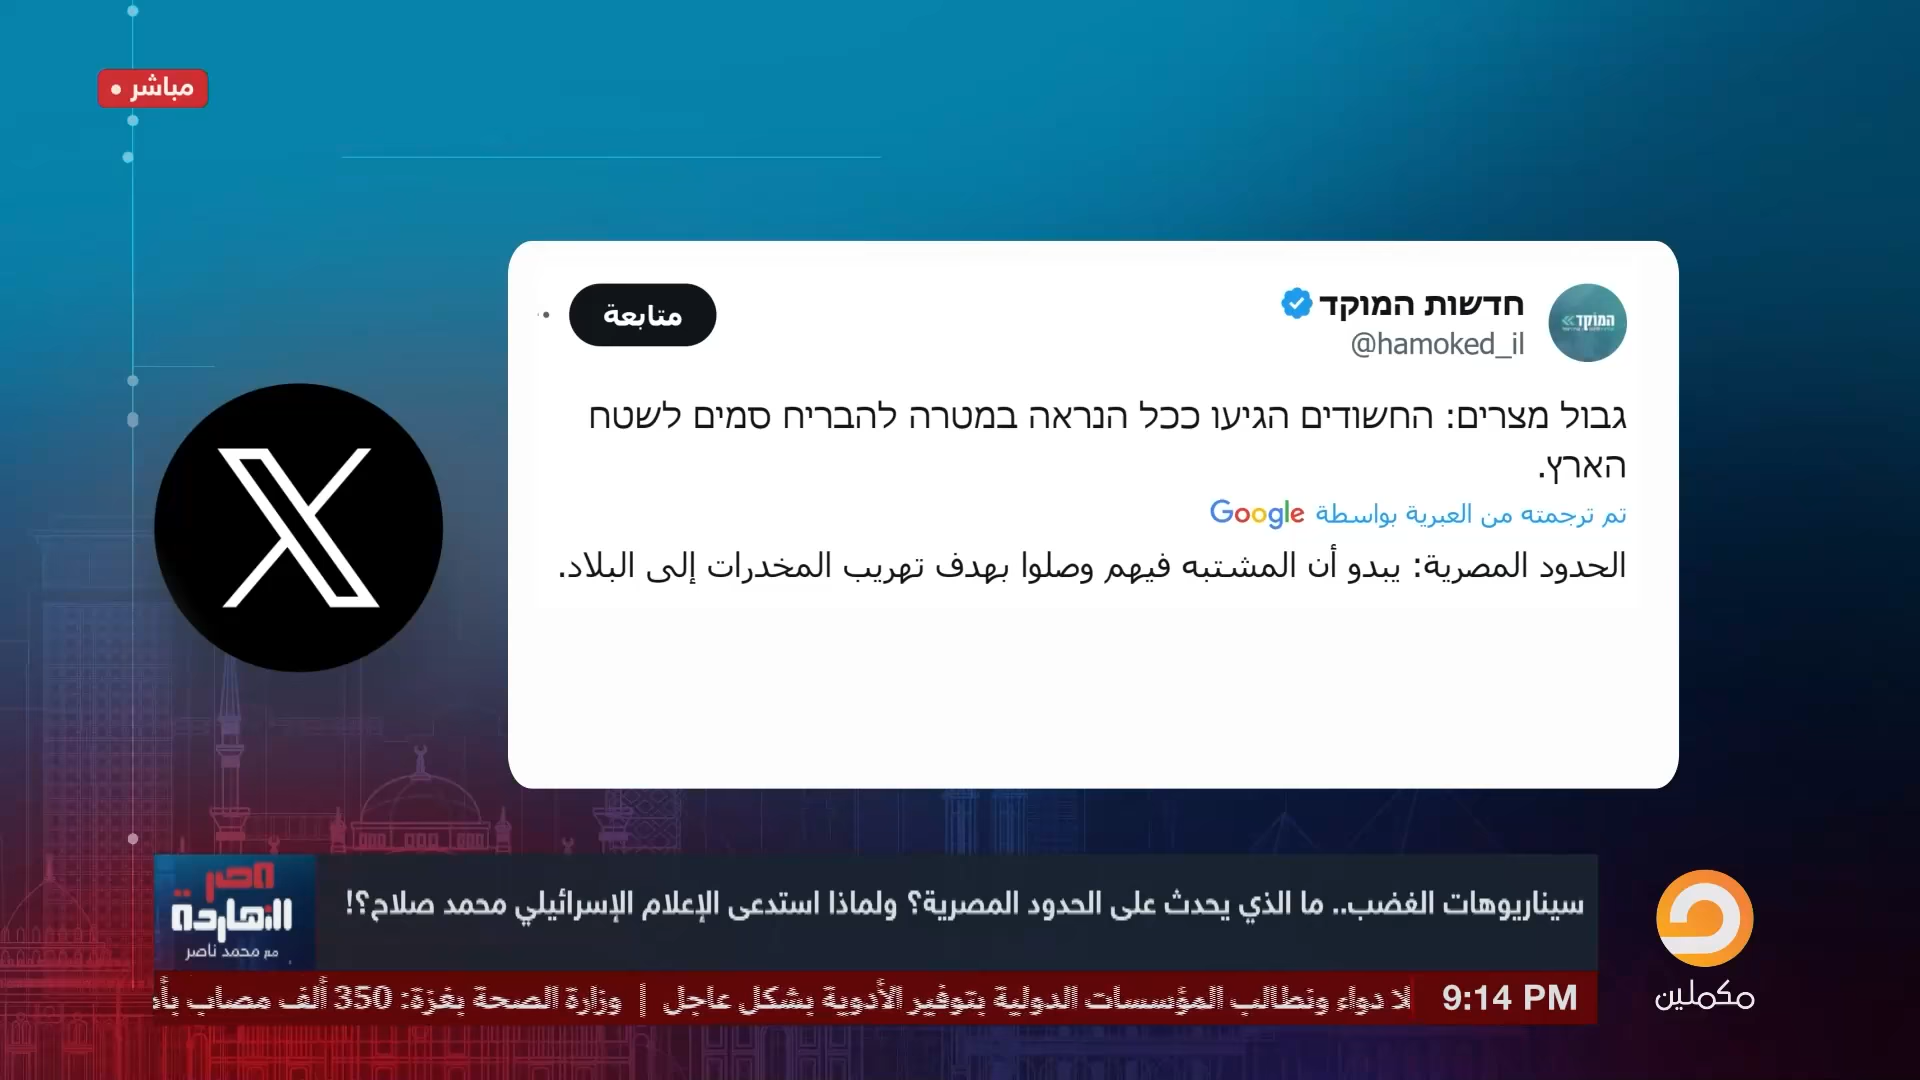 مباشر
חדשות המוקד
@hamoked_il
متابعة
המוקד
גבול מצרים: החשודים הגיעו ככל הנראה במטרה להבריח סמים לשטח
הארץ.
تم ترجمته من العبرية بواسطة Google
الحدود المصرية: يبدو أن المشتبه فيهم وصلوا بهدف تهريب المخدرات إلى البلاد.
مصر
النهاردة
مع محمد ناصر
سيناريوهات الغضب.. ما الذي يحدث على الحدود المصرية؟ ولماذا استدعى الإعلام الإسرائيلي محمد صلاح؟!
9:14 PM
لا دواء ونطالب المؤسسات الدولية بتوفير الأدوية بشكل عاجل | وزارة الصحة بغزة: 350 ألف مصاب
مكملين